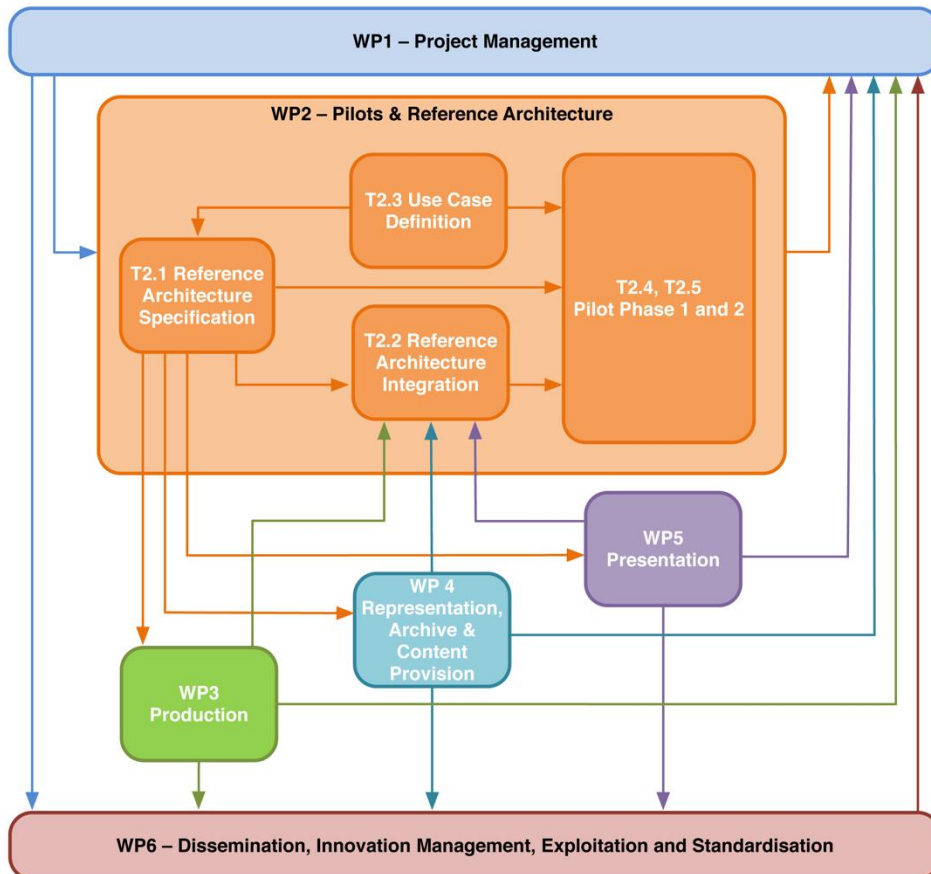 WP1 – Project Management
WP2 – Pilots & Reference Architecture
T2.3 Use Case
Definition
T2.1 Reference
Architecture
Specification
T2.4, T2.5
Pilot Phase 1 and 2
T2.2 Reference
Architecture
Integration
WP5
Presentation
WP 4
Representation,
Archive &
Content
Provision
WP3
Production
WP6 – Dissemination, Innovation Management, Exploitation and Standardisation